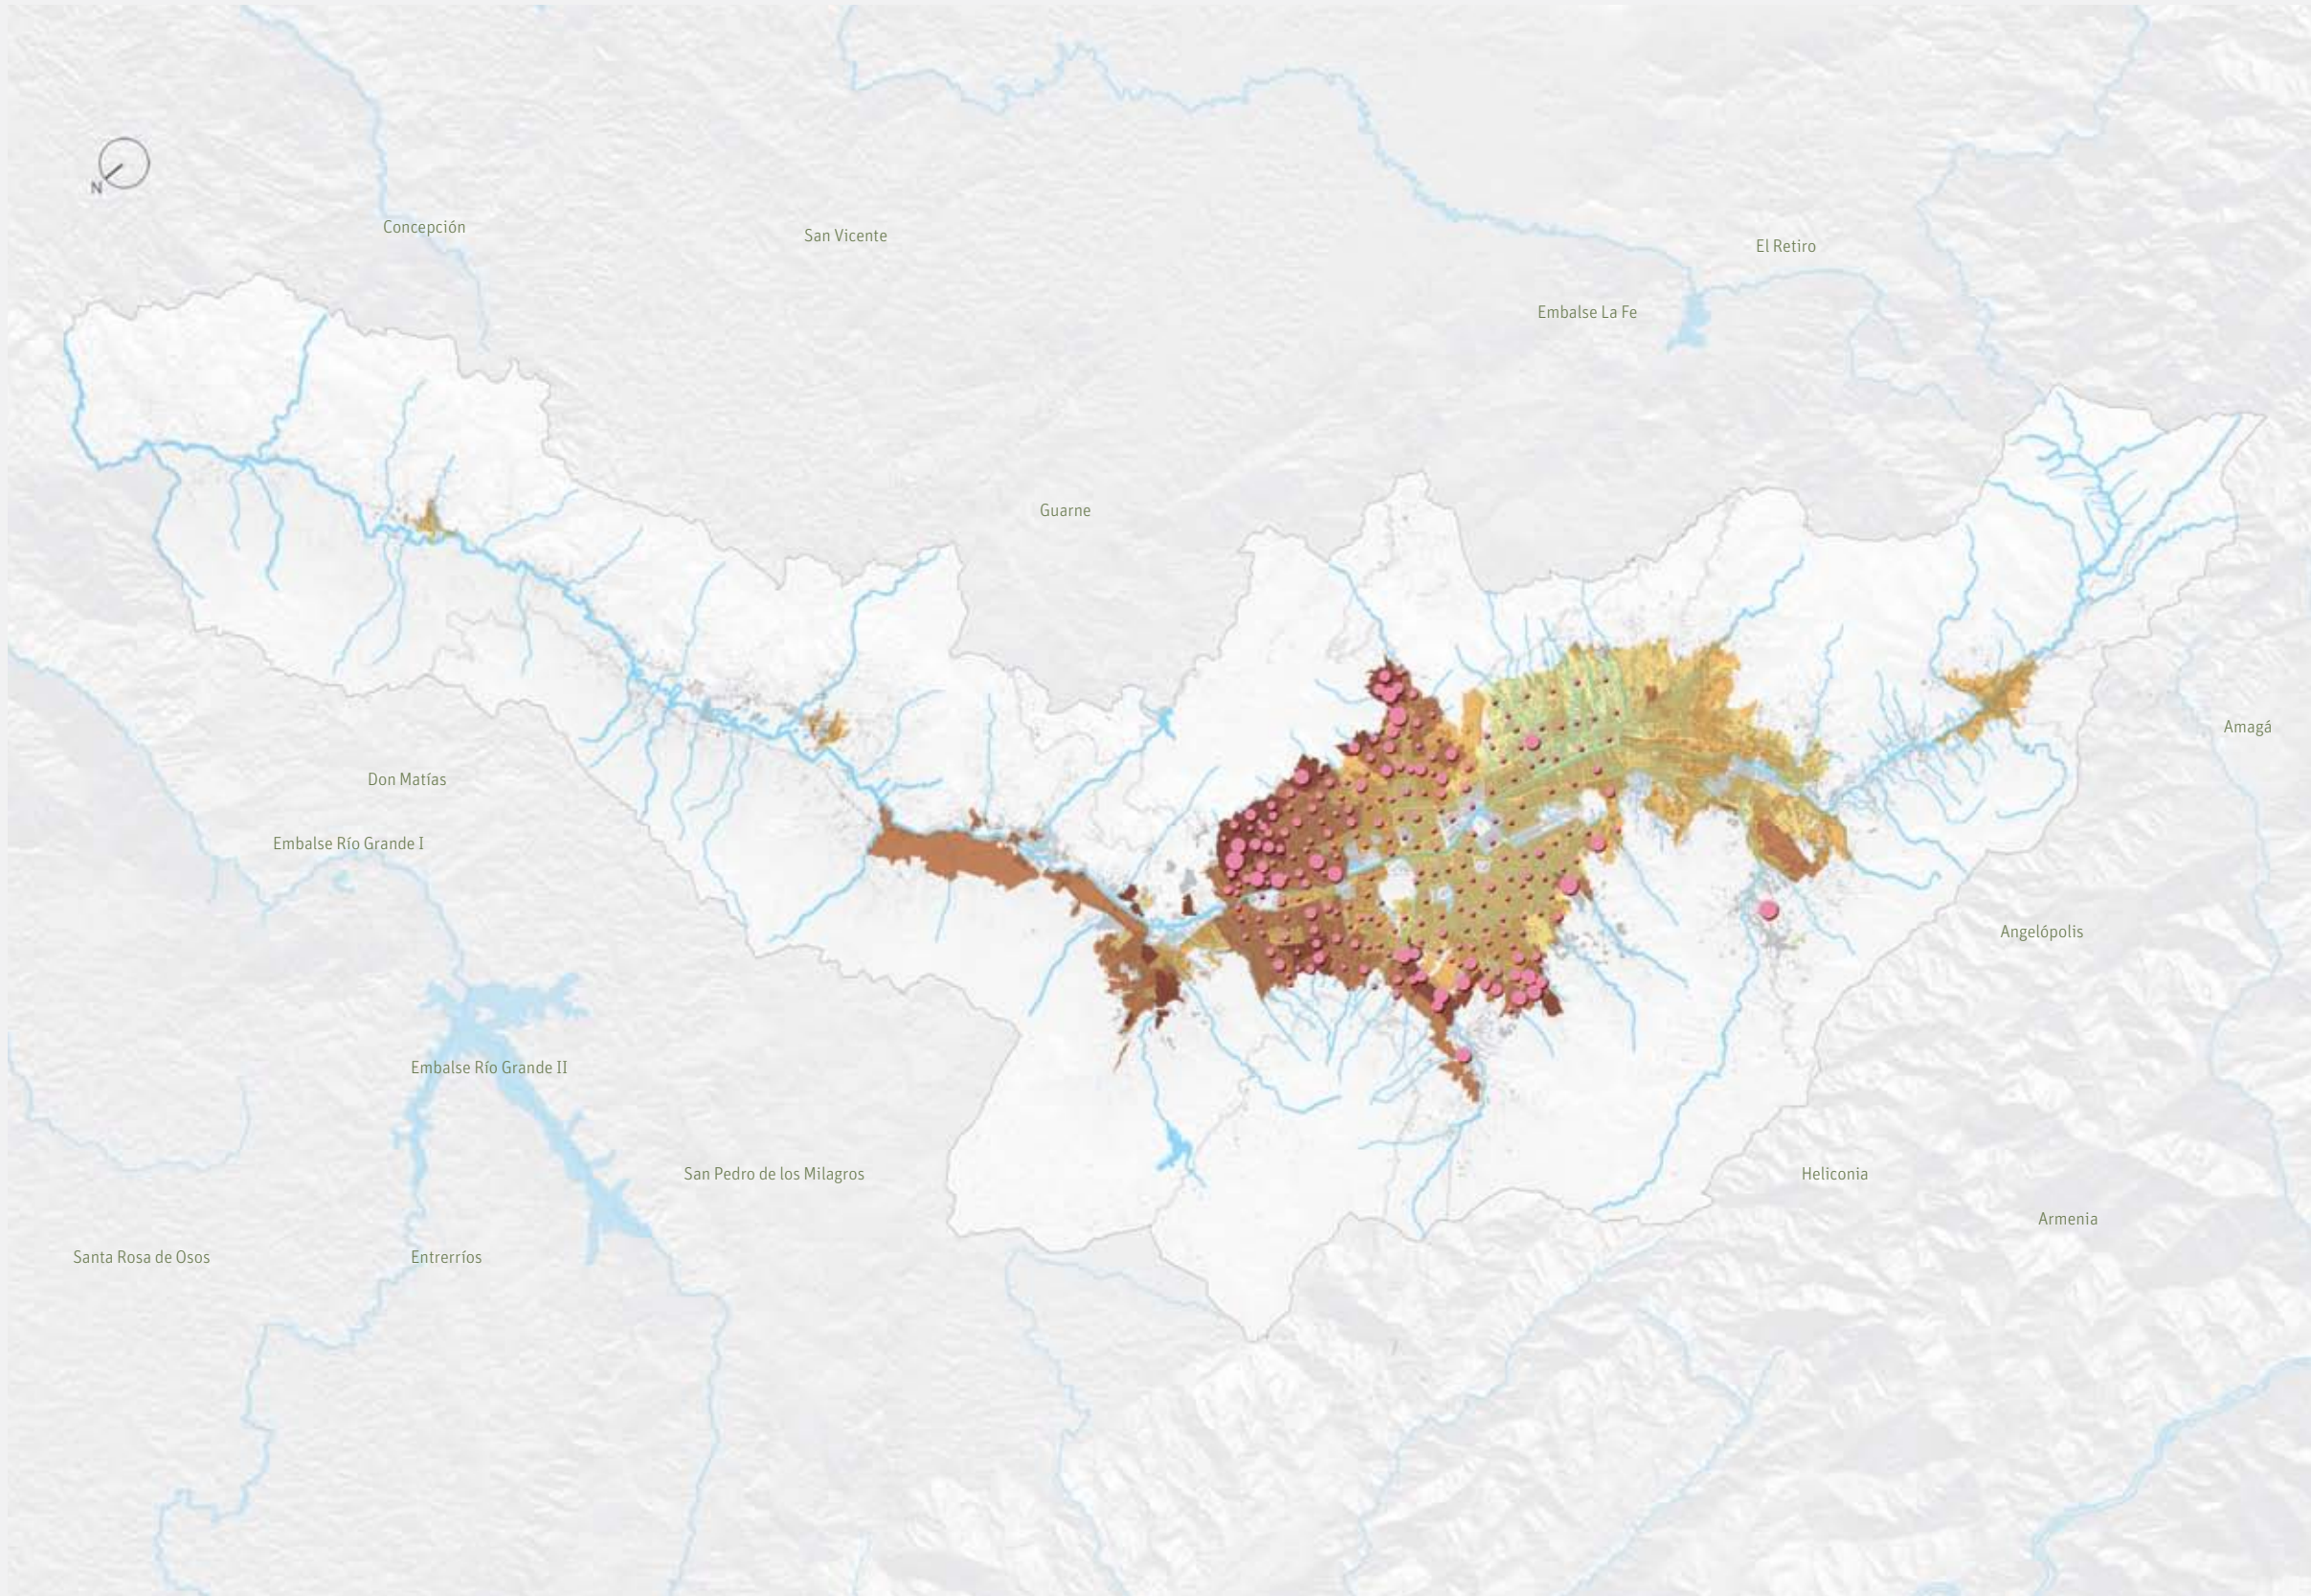 N
Concepción
San Vicente
El Retiro
Embalse La Fe
Guarne
Amagá
Don Matías
Embalse Río Grande I
Angelópolis
Embalse Río Grande II
San Pedro de los Milagros
Heliconia
Armenia
Santa Rosa de Osos
Entrerríos